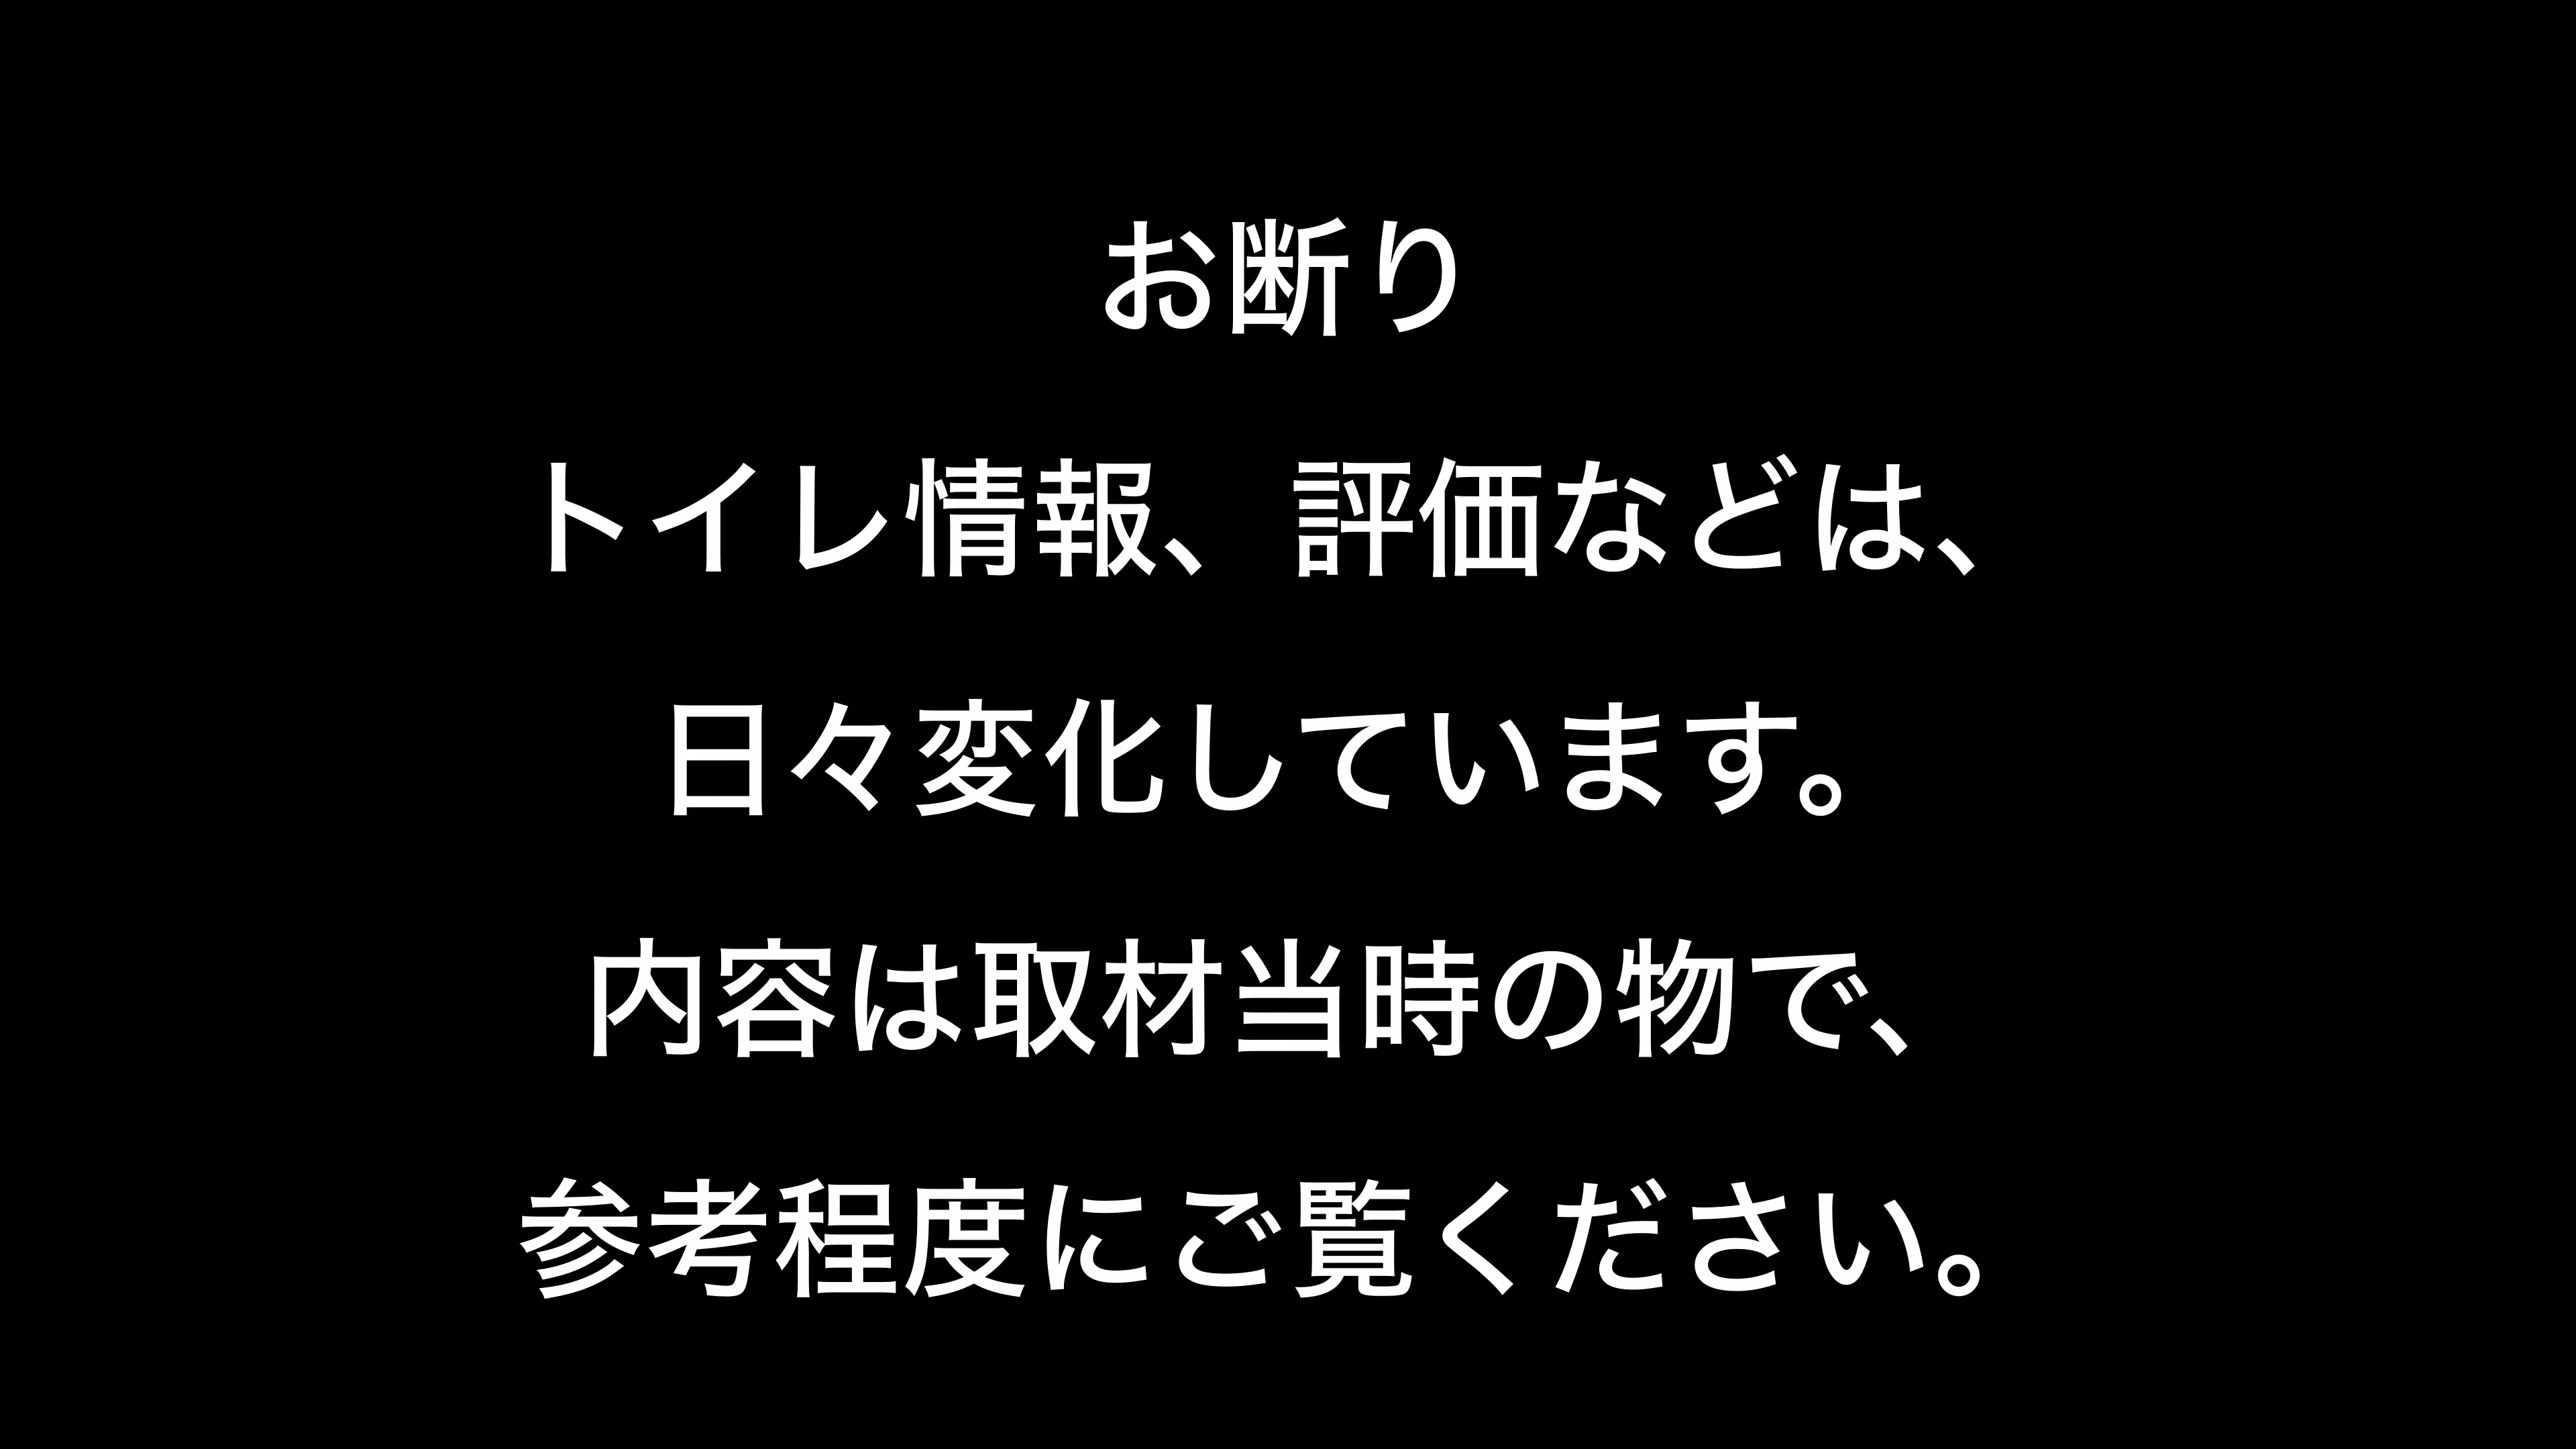 お断り
トイレ情報、評価などは、
日々変化しています。
内容は取材当時の物で、
参考程度にご覧ください。